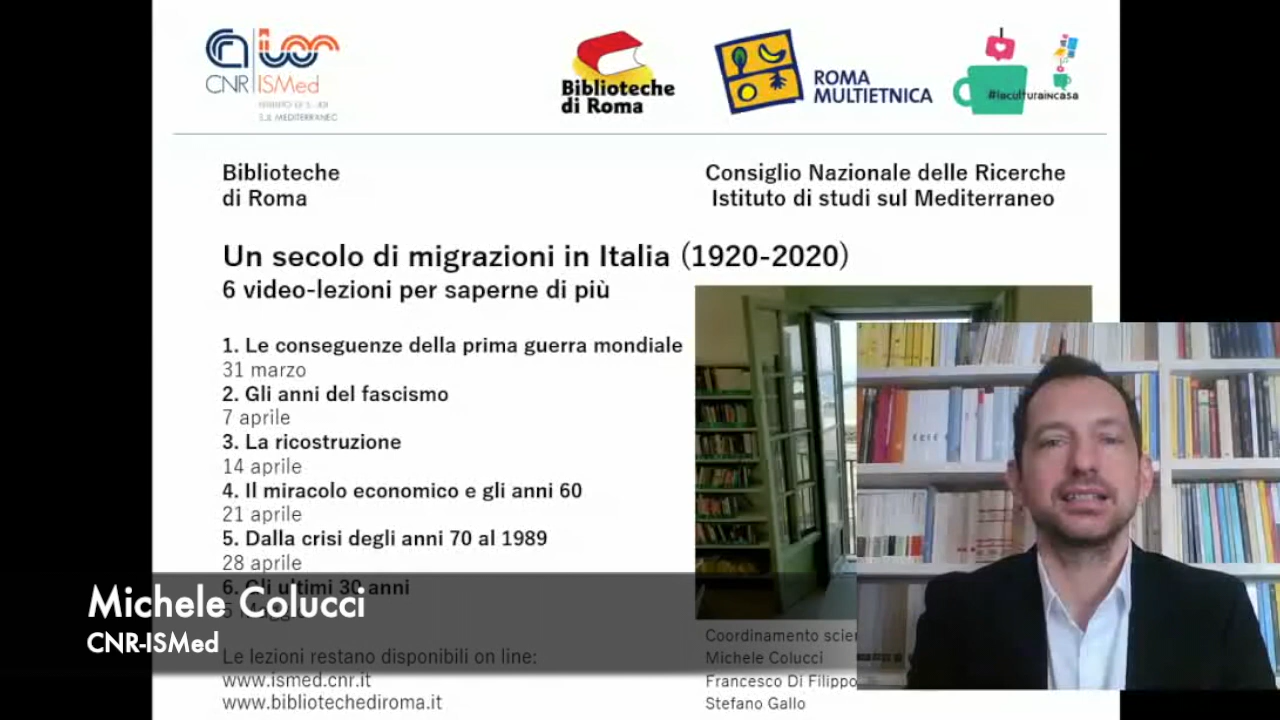 CNR ISMed
Biblioteche
di Roma
ROMA
MULTIETNICA
#laculturaincasa
Biblioteche
di Roma
Consiglio Nazionale delle Ricerche
Istituto di studi sul Mediterraneo
Un secolo di migrazioni in Italia (1920-2020)
6 video-lezioni per saperne di più
1. Le conseguenze della prima guerra mondiale
31 marzo
2. Gli anni del fascismo
7 aprile
3. La ricostruzione
14 aprile
4. Il miracolo economico e gli anni 60
21 aprile
5. Dalla crisi degli anni 70 al 1989
28 aprile
6. Gli ultimi 30 anni
Michele Colucci
CNR-ISMed
Le lezioni restano disponibili on line:
www.ismed.cnr.it
www.bibliotechediroma.it
Coordinamento
Michele Colucci
Francesco Di Filippo
Stefano Gallo